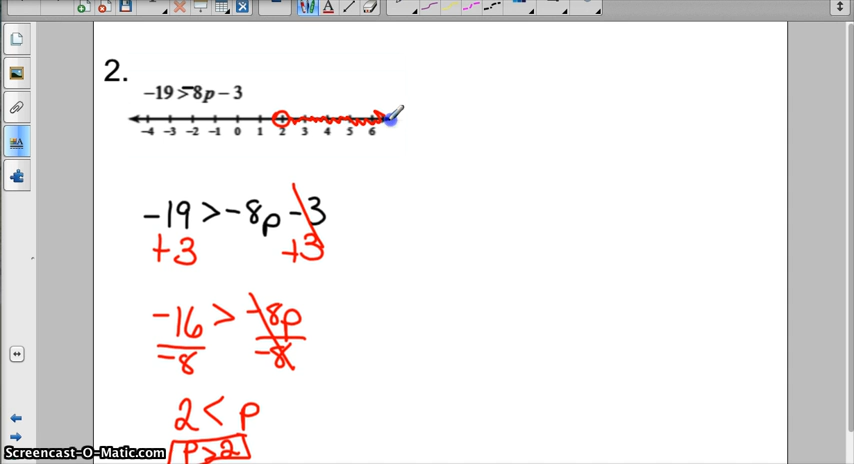 2.
−19 > −8p − 3
-4 -3 -2 -1 0 1 2 3 4 5 6
-19 > -8p - 3
+3 +3
-16 > -8p
-8 -8
2 < p
p > 2
Screencast-O-Matic.com